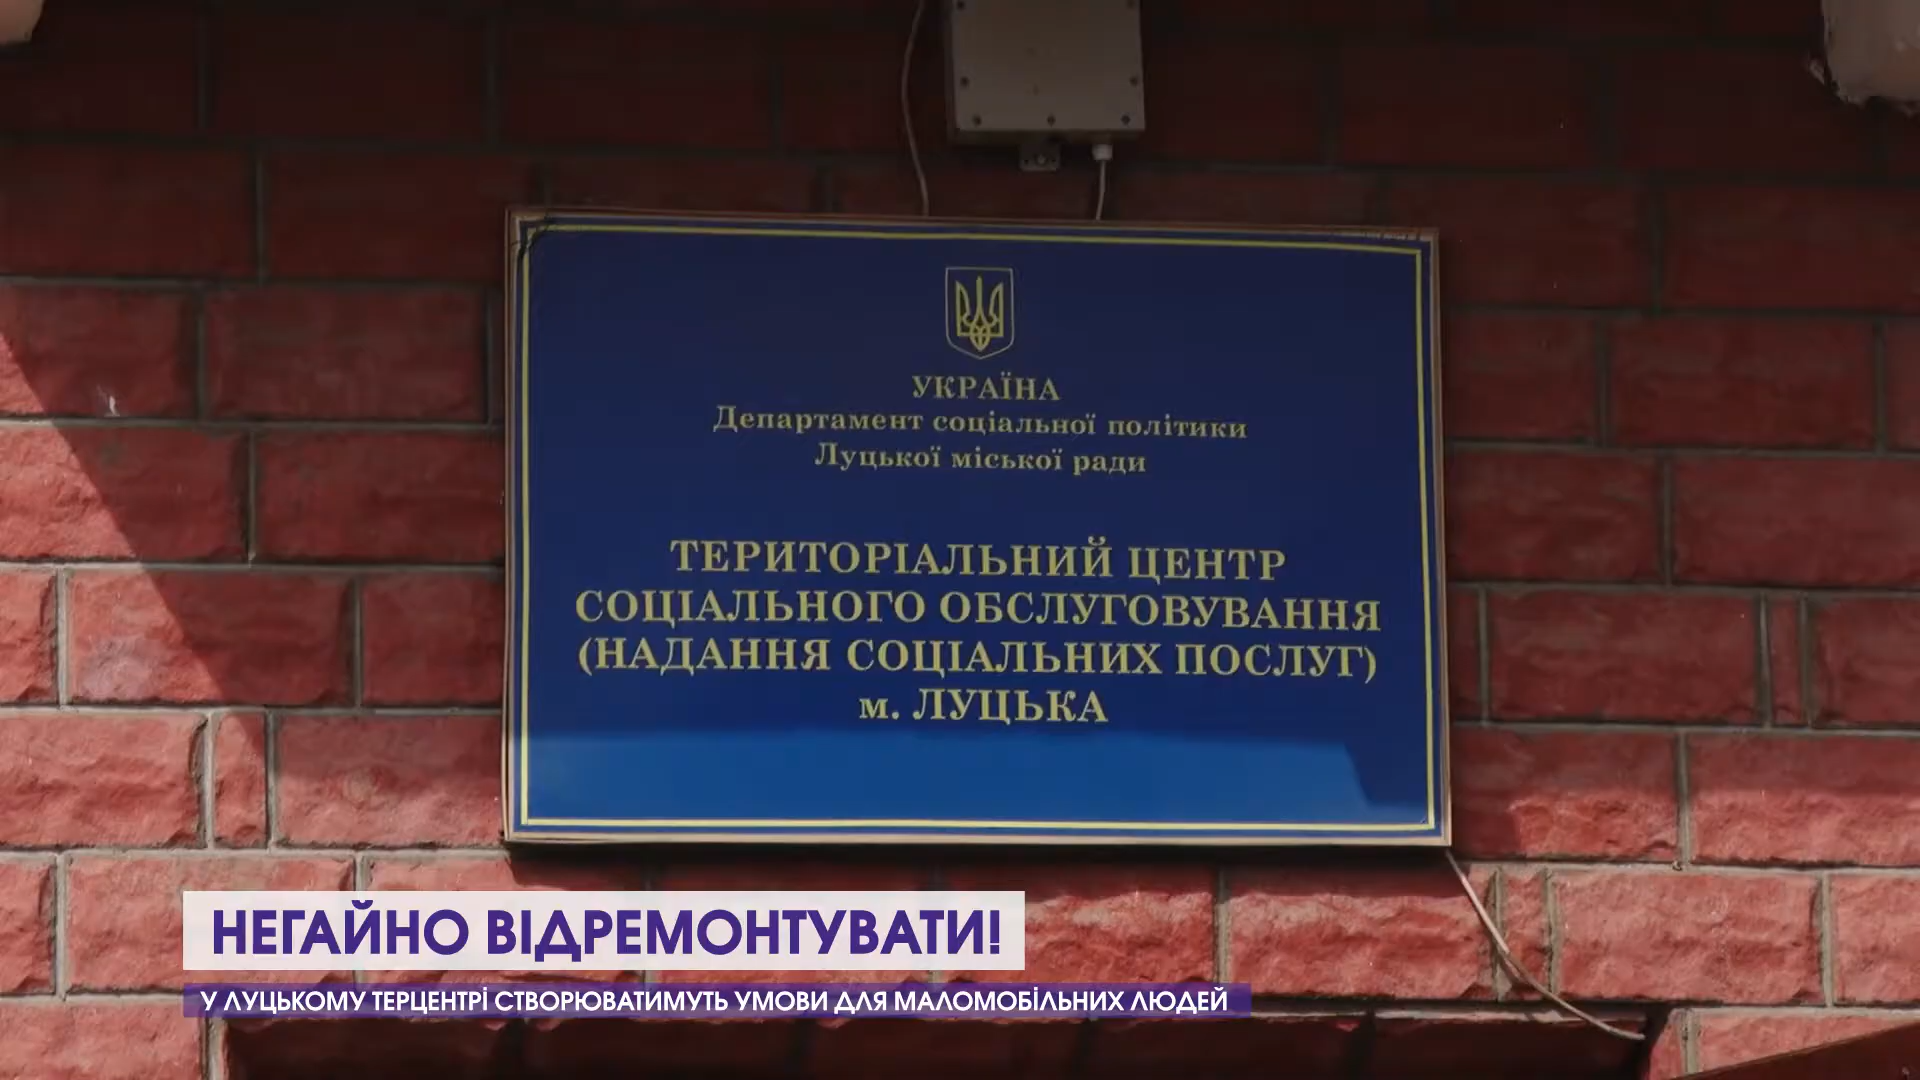 УКРАЇНА
Департамент соціальної політики
Луцької міської ради
ТЕРИТОРІАЛЬНИЙ ЦЕНТР
СОЦІАЛЬНОГО ОБСЛУГОВУВАННЯ
(НАДАННЯ СОЦІАЛЬНИХ ПОСЛУГ)
м. ЛУЦЬКА
НЕГАЙНО ВІДРЕМОНТУВАТИ!
У ЛУЦЬКОМУ ТЕРЦЕНТРІ СТВОРЮВАТИМУТЬ УМОВИ ДЛЯ МАЛОМОБІЛЬНИХ ЛЮДЕЙ